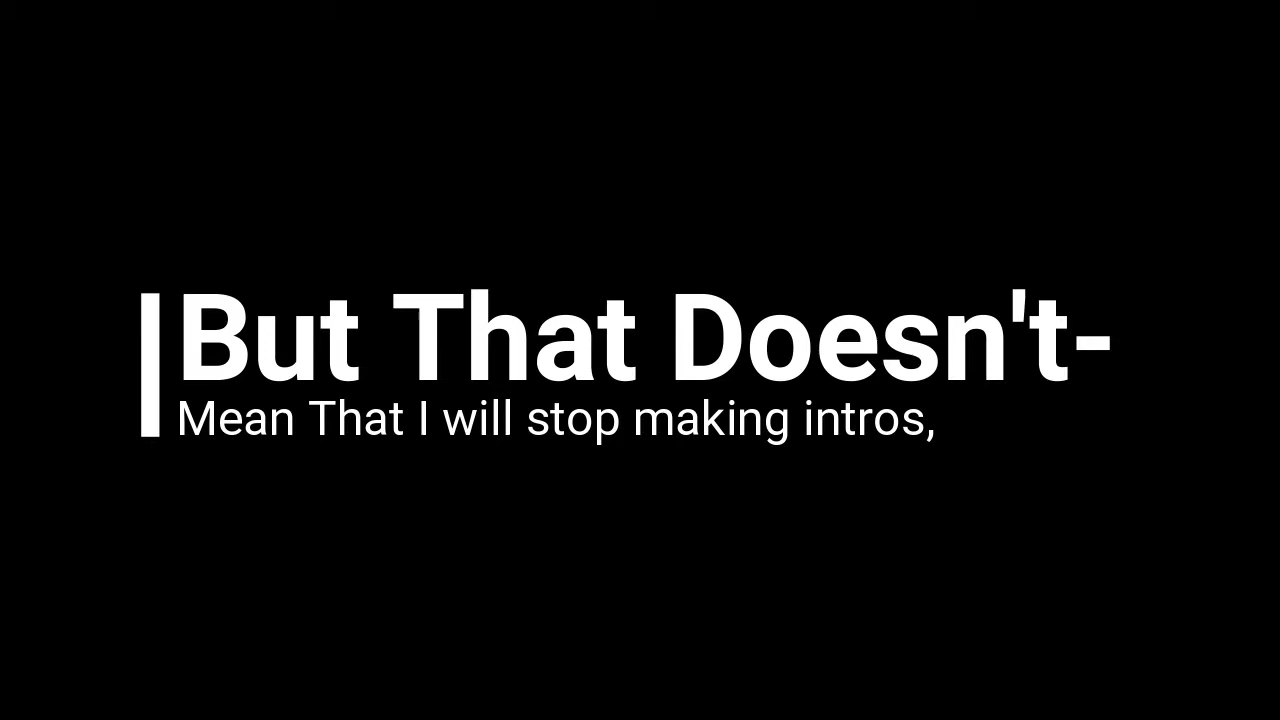 But That Doesn't-
Mean That I will stop making intros,